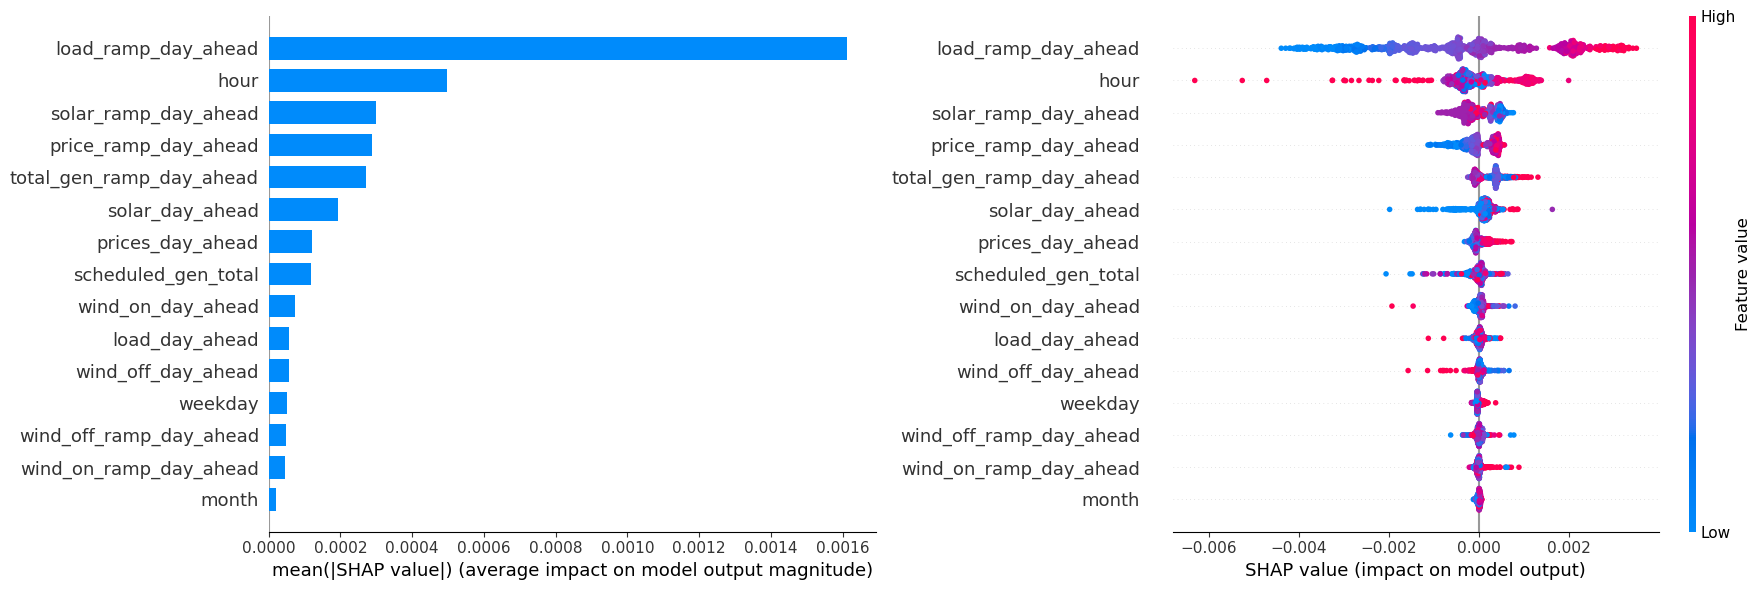 load_ramp_day_ahead
hour
solar_ramp_day_ahead
price_ramp_day_ahead
total_gen_ramp_day_ahead
solar_day_ahead
prices_day_ahead
scheduled_gen_total
wind_on_day_ahead
load_day_ahead
wind_off_day_ahead
weekday
wind_off_ramp_day_ahead
wind_on_ramp_day_ahead
month
0.0000 0.0002 0.0004 0.0006 0.0008 0.0010 0.0012 0.0014 0.0016
mean(|SHAP value|) (average impact on model output magnitude)
load_ramp_day_ahead
hour
solar_ramp_day_ahead
price_ramp_day_ahead
total_gen_ramp_day_ahead
solar_day_ahead
prices_day_ahead
scheduled_gen_total
wind_on_day_ahead
load_day_ahead
wind_off_day_ahead
weekday
wind_off_ramp_day_ahead
wind_on_ramp_day_ahead
month
−0.006 −0.004 −0.002 0.000 0.002
SHAP value (impact on model output)
High
Feature value
Low